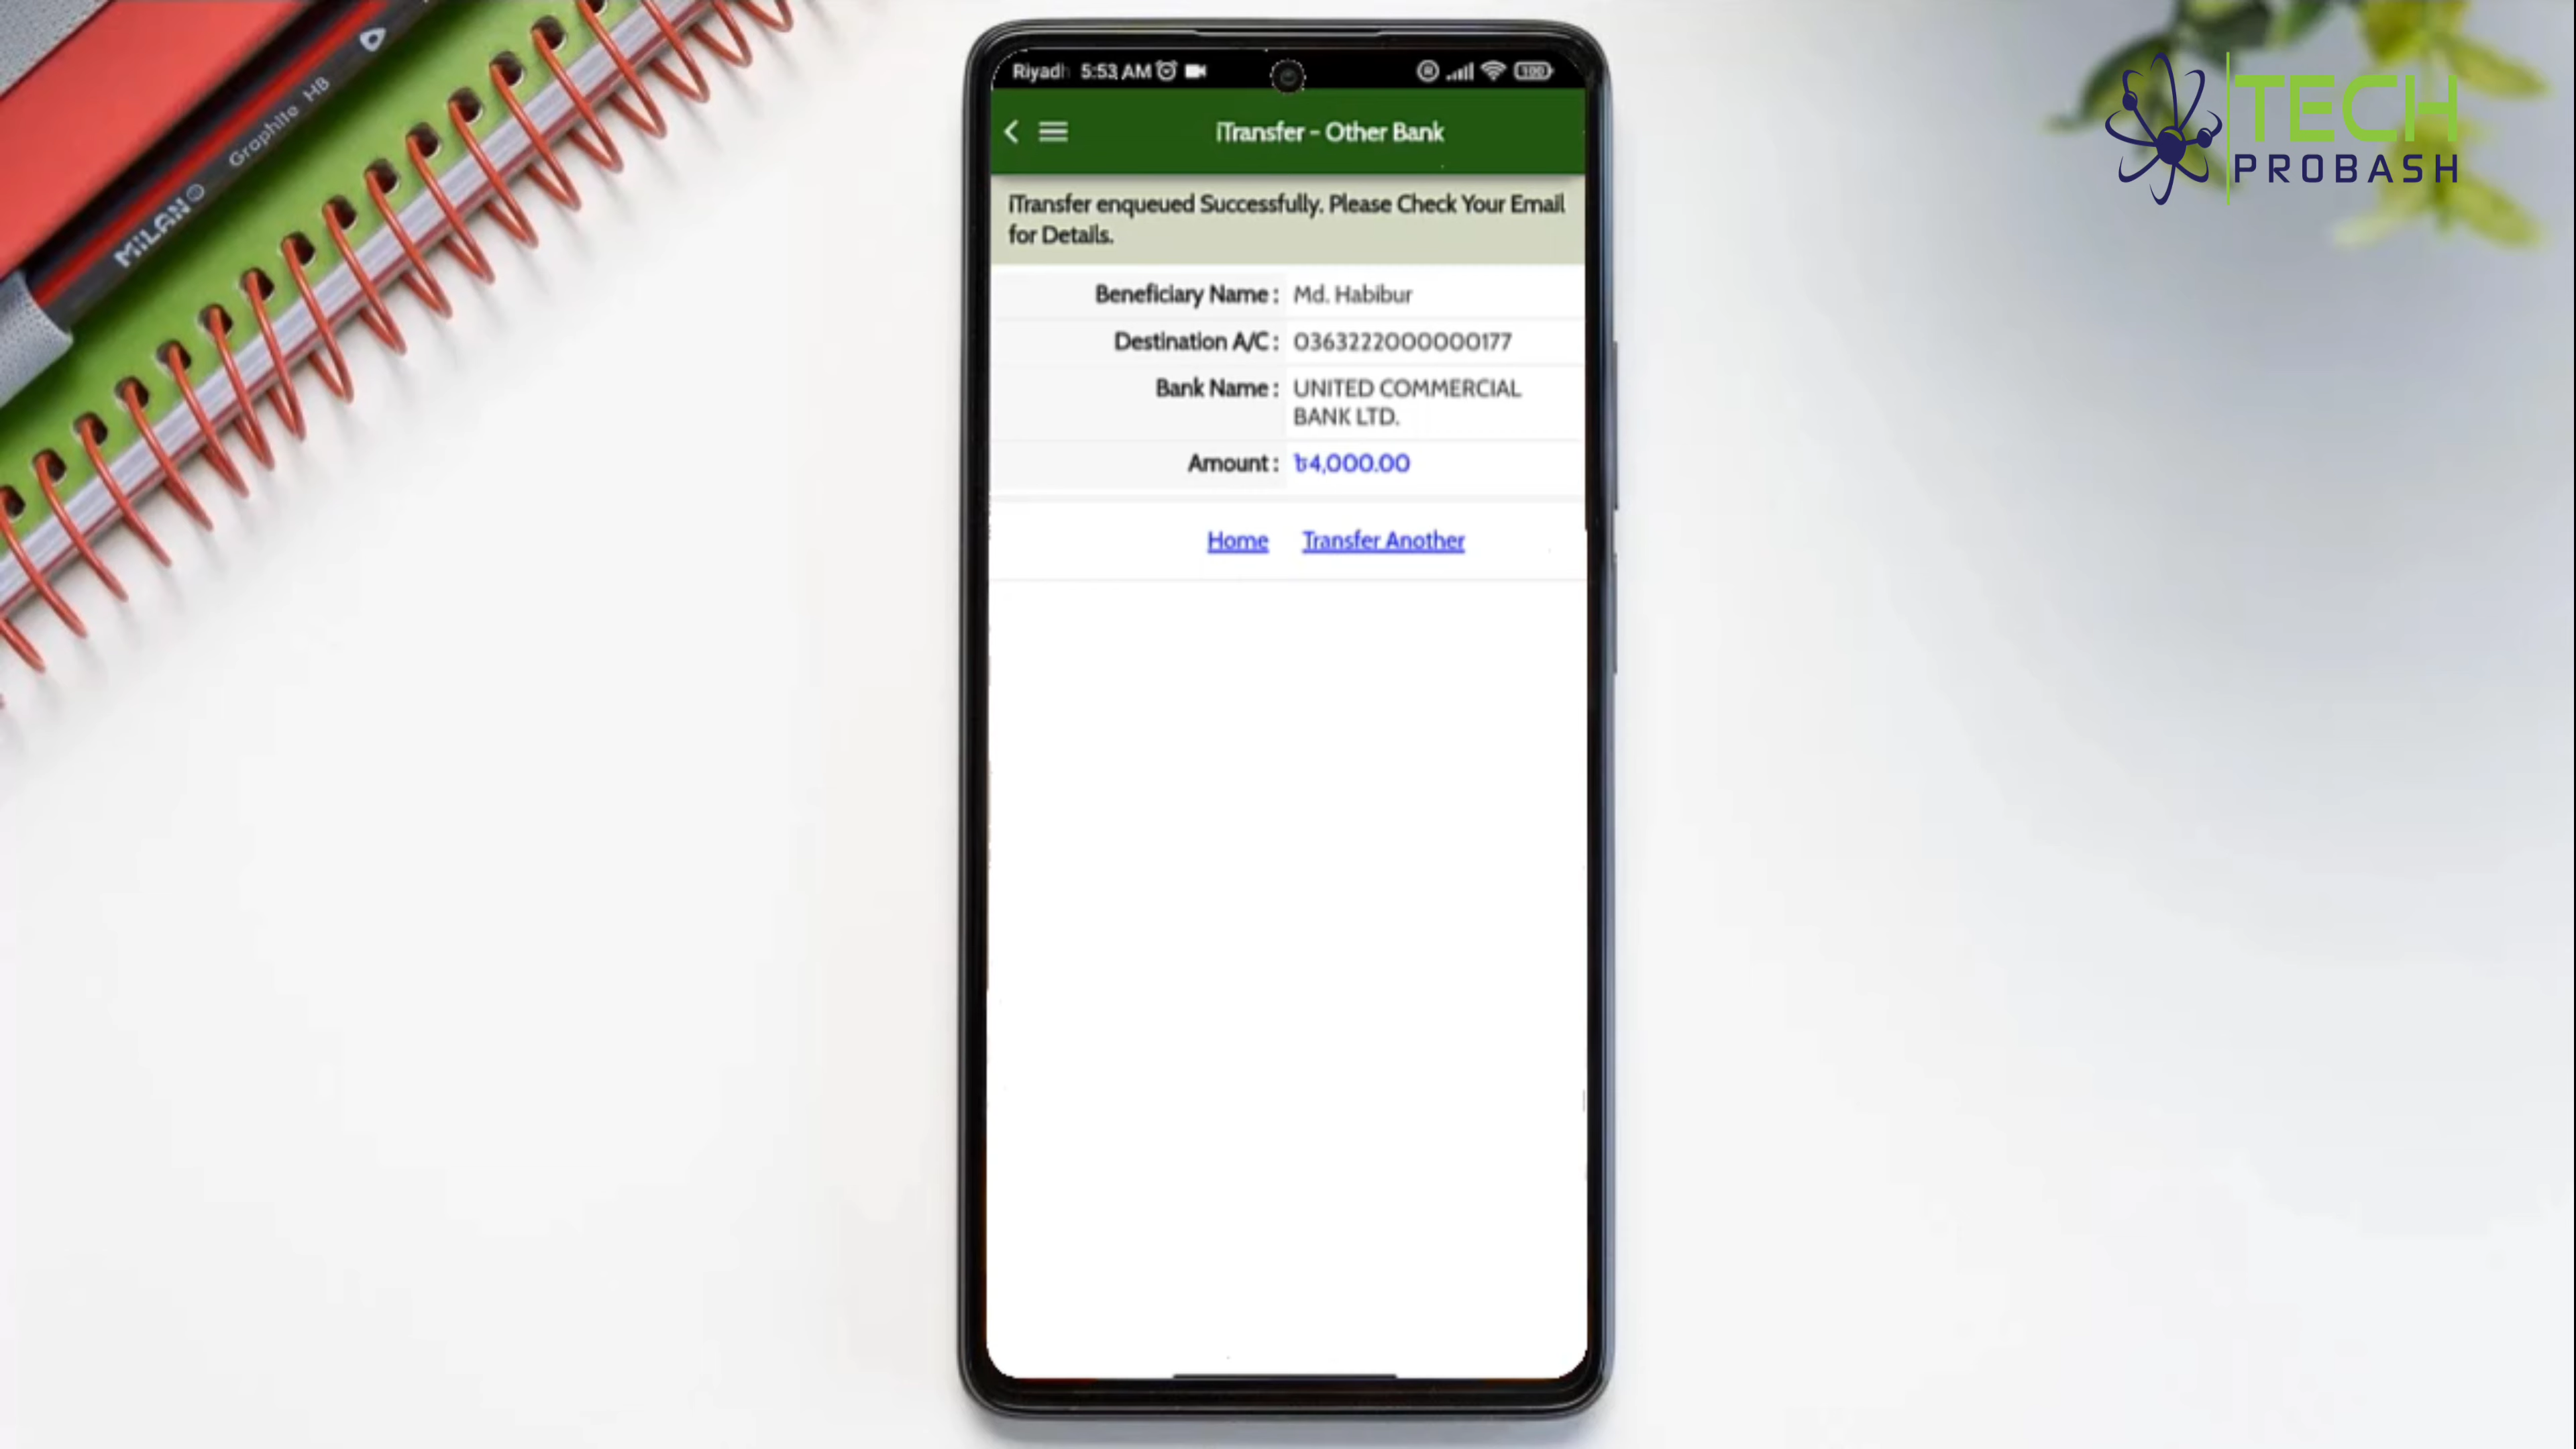 MILAN Graphite HB
TECH
PROBASH
Riyadh 5:53 AM 100
iTransfer - Other Bank
iTransfer enqueued Successfully. Please Check Your Email
for Details.
Beneficiary Name : Md. Habibur
Destination A/C : 0363222000000177
Bank Name : UNITED COMMERCIAL
BANK LTD.
Amount : ৳4,000.00
Home Transfer Another